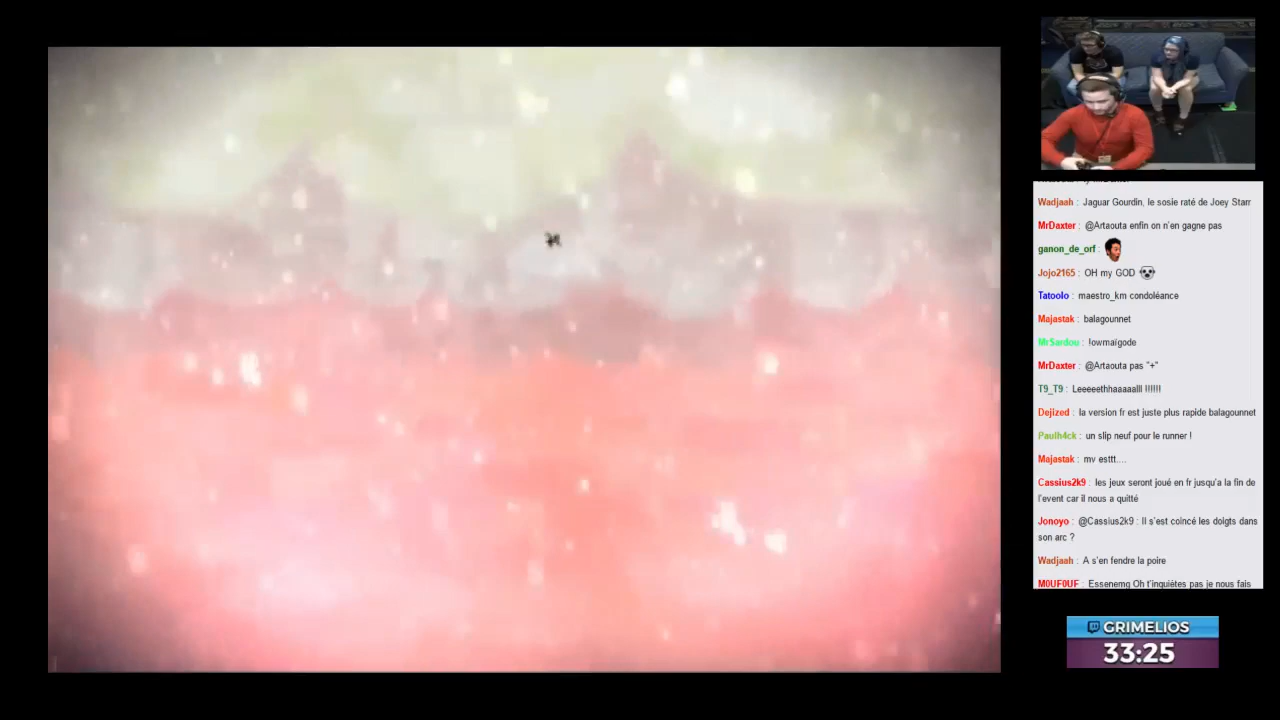 Wadjaah : Jaguar Gourdin, le sosie raté de Joey Starr
MrDaxter : @Artaouta enfin on n'en gagne pas
ganon_de_orf :
Jojo2165 : OH my GOD
Tatoolo : maestro_km condoléance
Majastak : balagounnet
MrSardou : !owmaïgode
MrDaxter : @Artaouta pas "+"
T9_T9 : Leeeeethhaaaaalll !!!!!!
Dejized : la version fr est juste plus rapide balagounnet
Paulh4ck : un slip neuf pour le runner !
Majastak : mv esttt....
Cassius2k9 : les jeux seront joué en fr jusqu'a la fin de
l'event car il nous a quitté
Jonoyo : @Cassius2k9 : Il s'est coincé les doigts dans
son arc ?
Wadjaah : A s'en fendre la poire
M0UF0UF : Essenemg Oh t'inquiètes pas je nous fais
GRIMELIOS
33:25